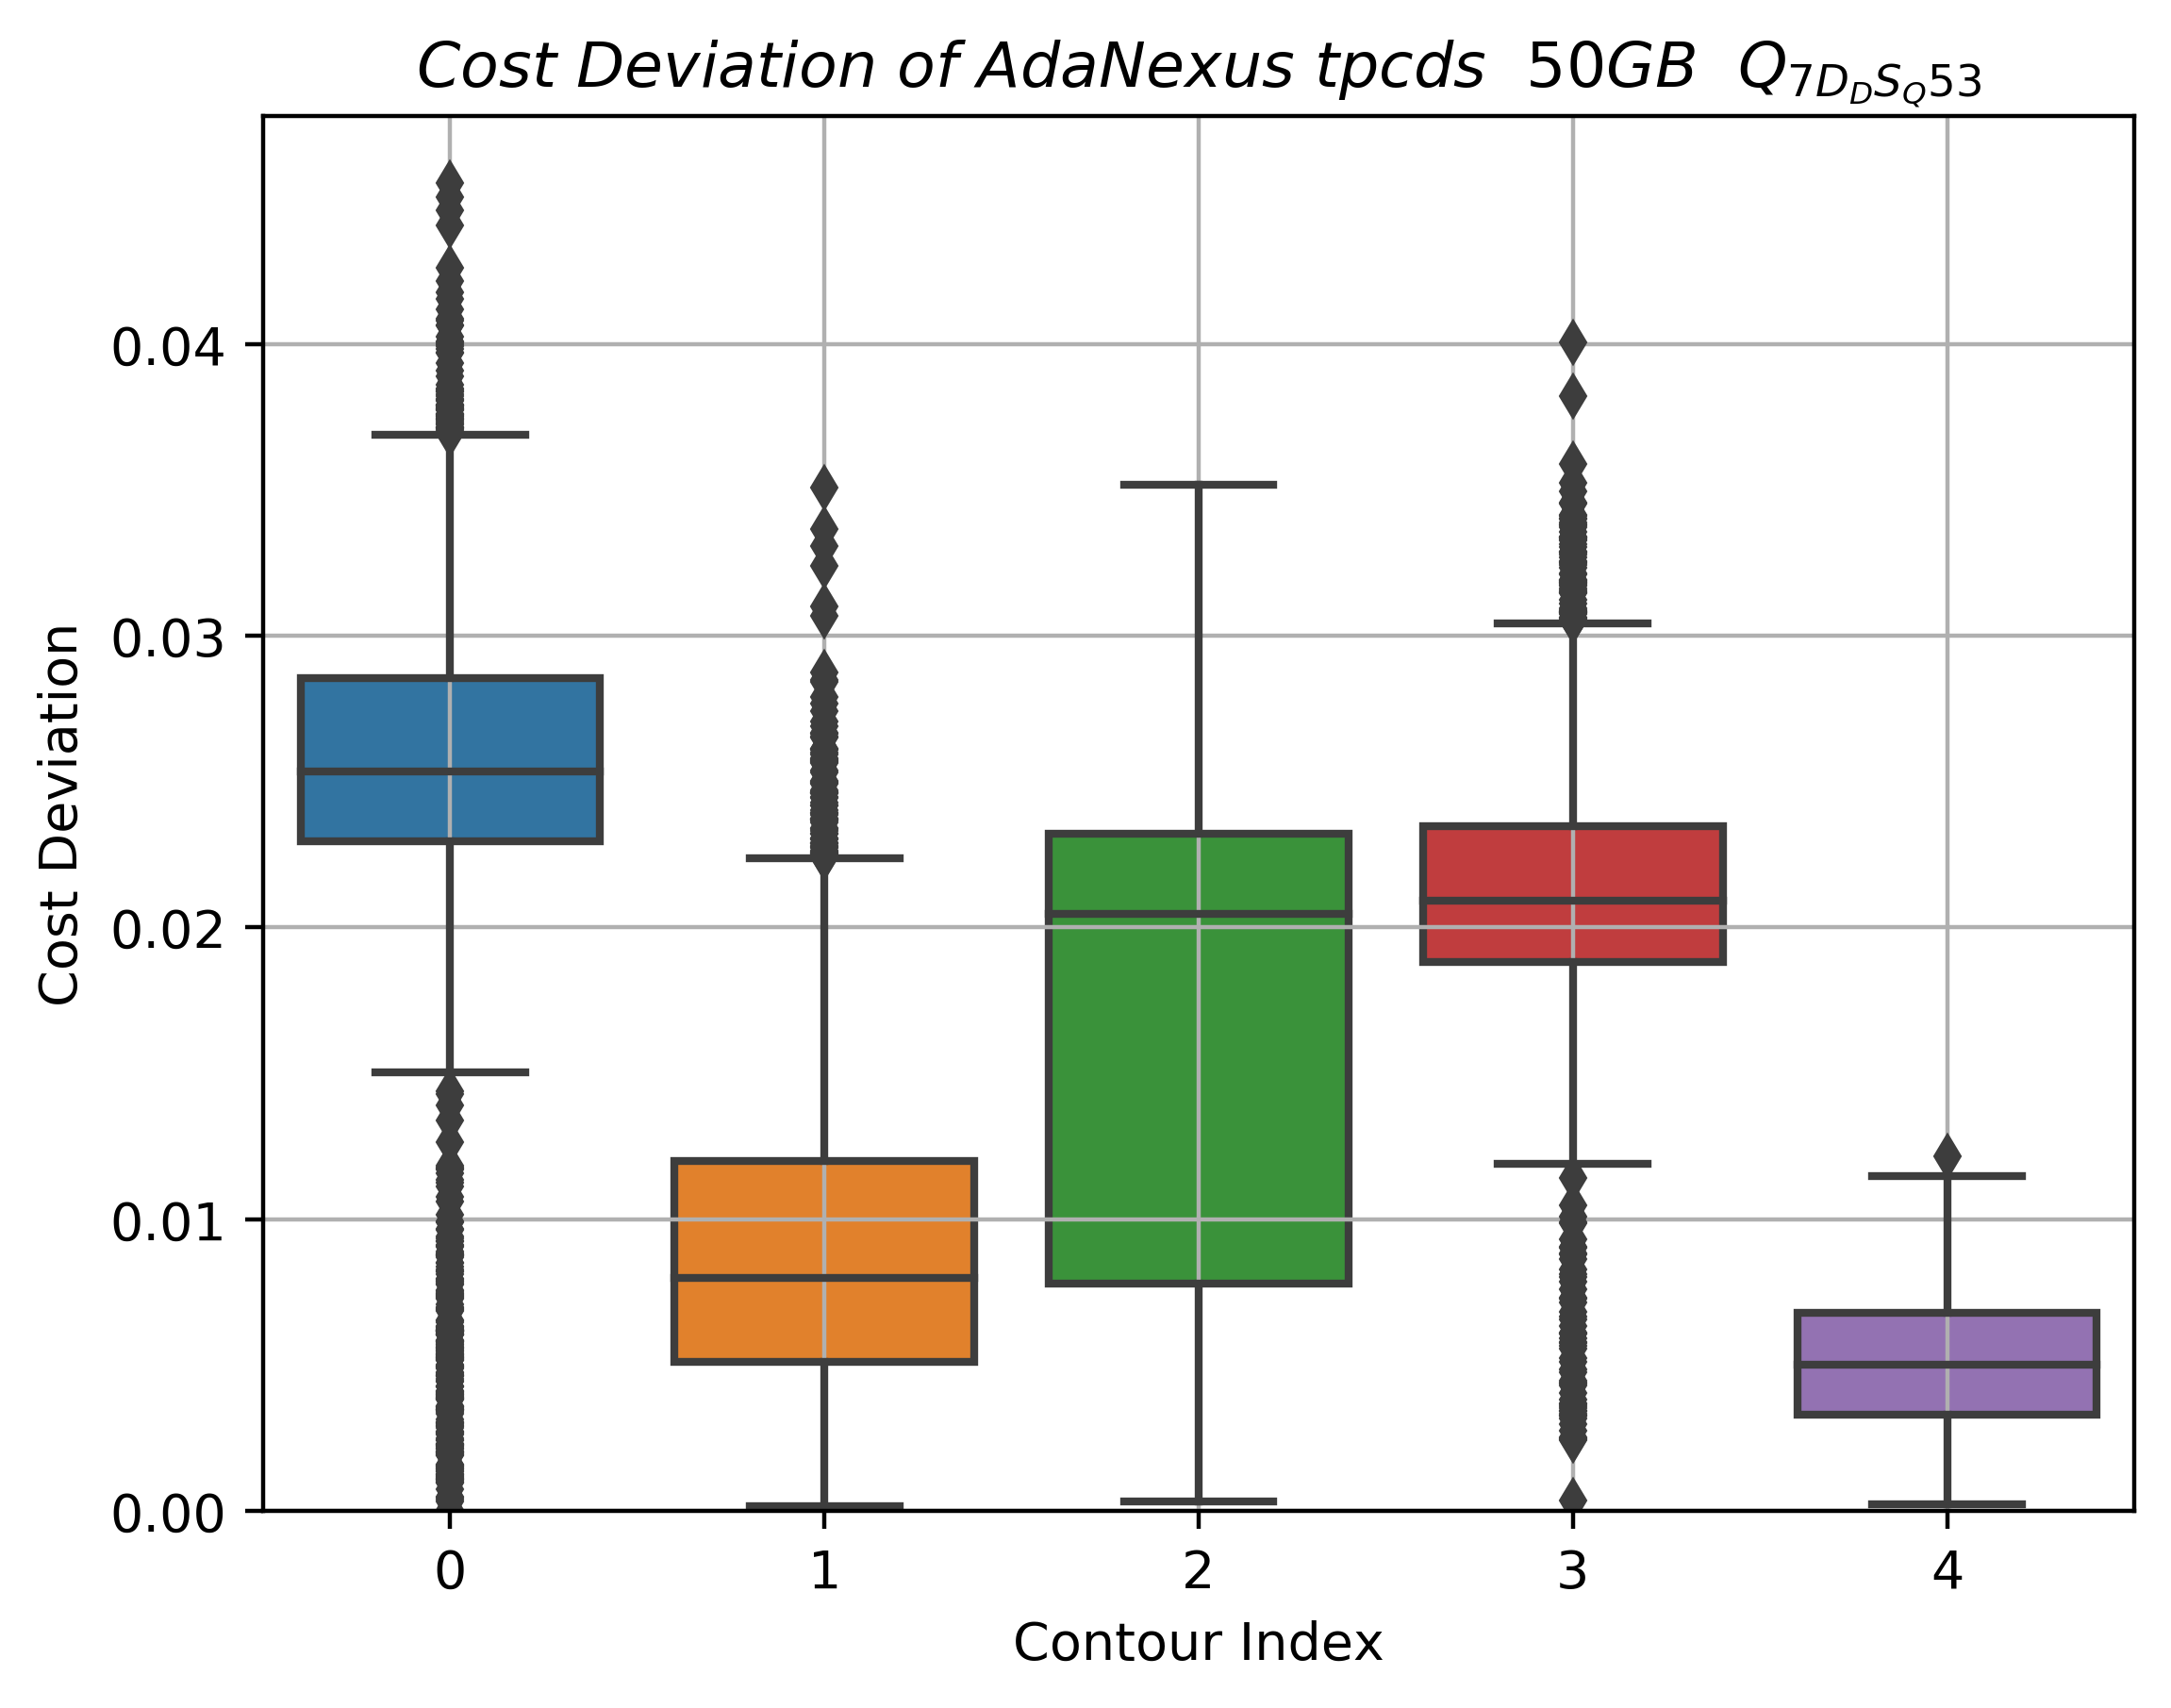 Cost Deviation of AdaNexus tpcds 50GB Q7DDSQ53
0.04
0.03
0.02
0.01
0.00
Cost Deviation
0 1 2 3 4
Contour Index